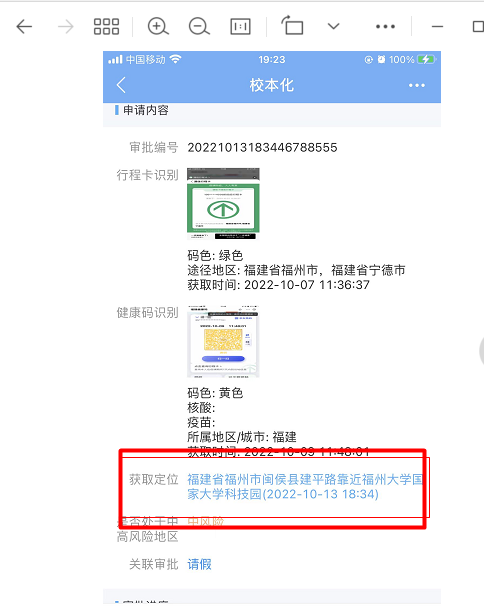 中国移动
19:23
100%
校本化
申请内容
审批编号 20221013183446788555
行程卡识别
码色: 绿色
途径地区: 福建省福州市，福建省宁德市
获取时间: 2022-10-07 11:36:37
健康码识别
码色: 黄色
核酸:
疫苗:
所属地区/城市: 福建
获取时间: 2022-10-09 11:48:01
获取定位 福建省福州市闽侯县建平路靠近福州大学国
家大学科技园(2022-10-13 18:34)
是否处于中 中风险
高风险地区
关联审批 请假